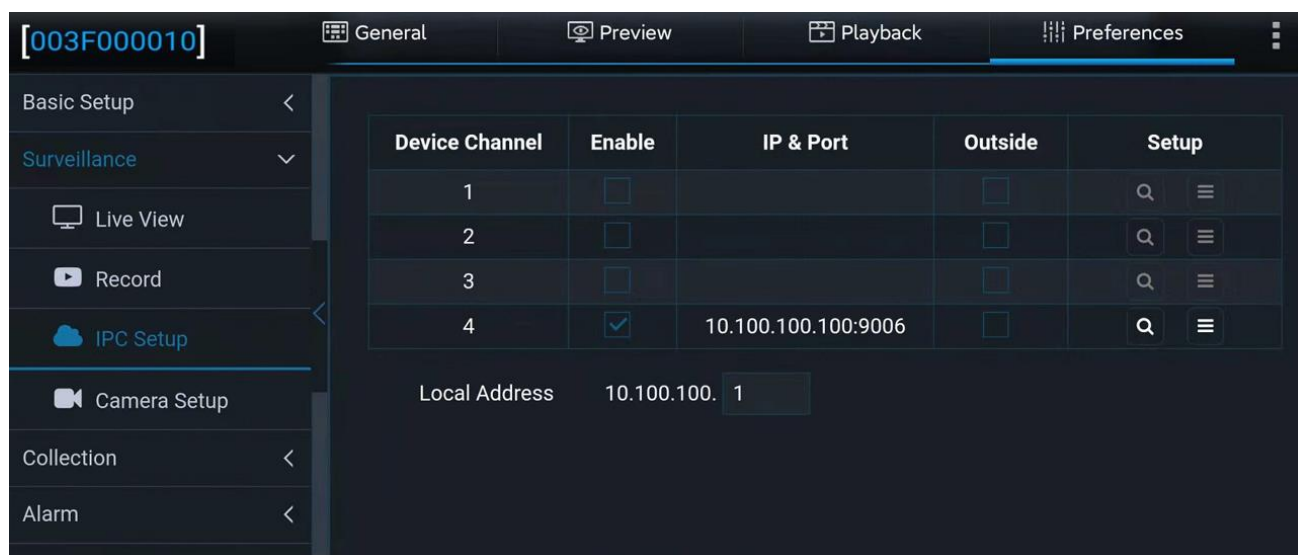 [003F000010]
General
Preview
Playback
Preferences
Basic Setup
Surveillance
Live View
Record
IPC Setup
Camera Setup
Collection
Alarm
Device Channel Enable IP & Port Outside Setup
1
2
3
4 10.100.100.100:9006
Local Address 10.100.100. 1